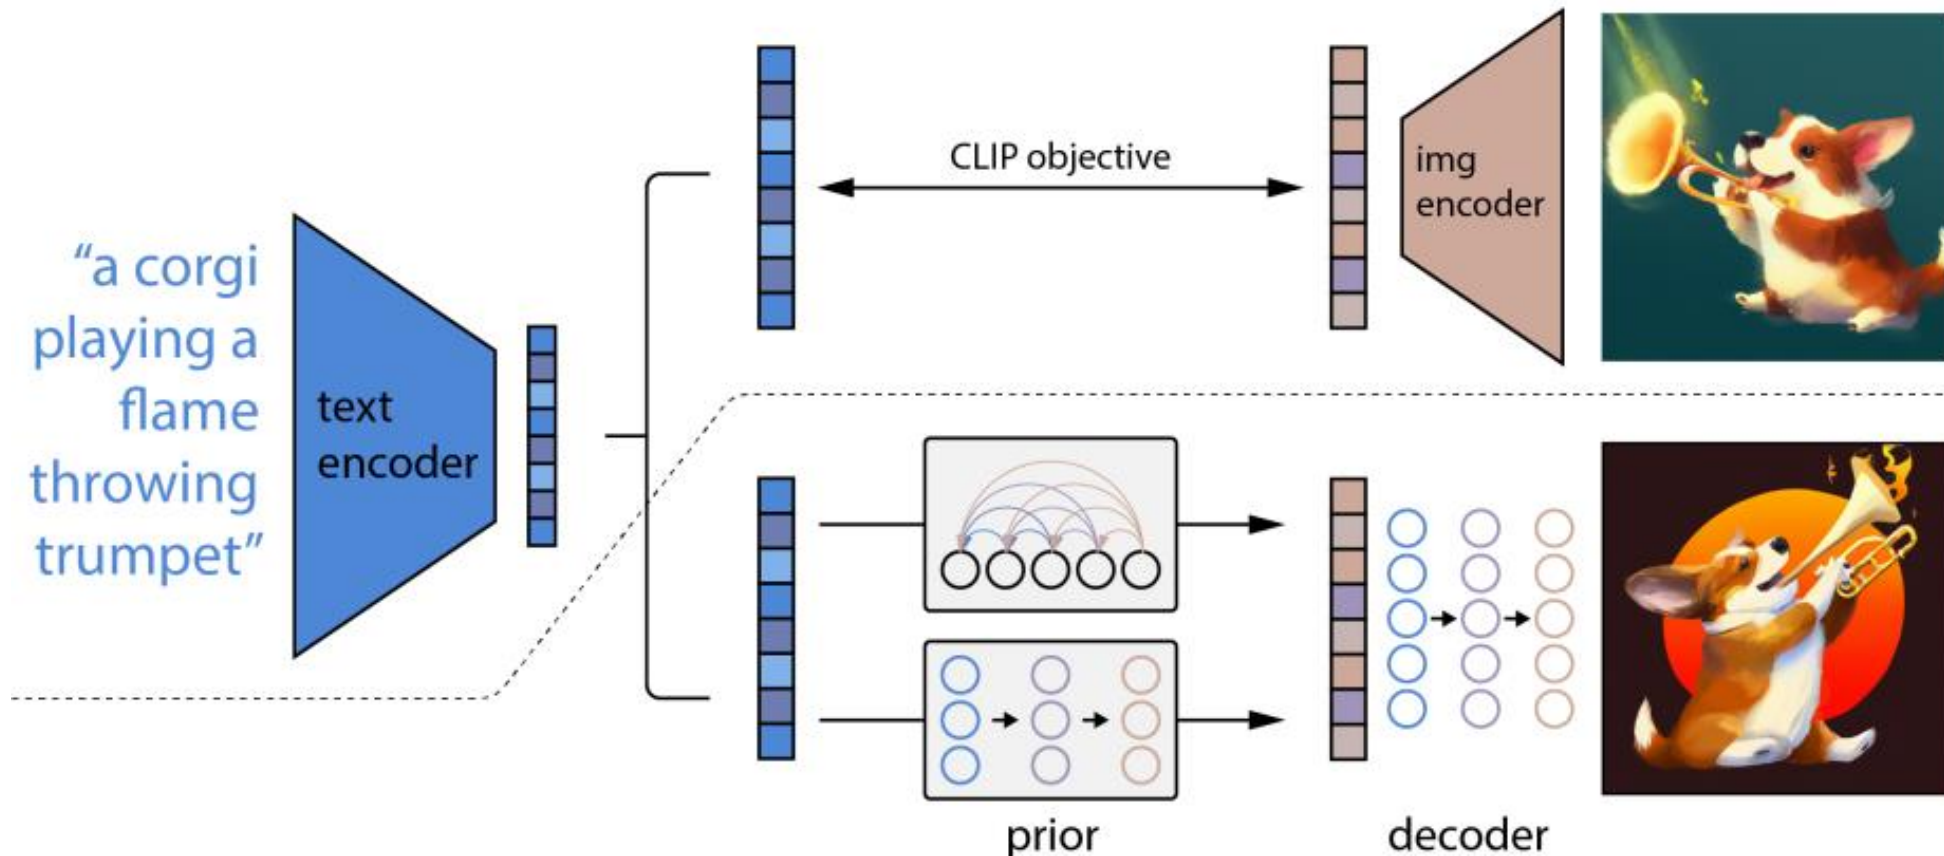 “a corgi
playing a
flame
throwing
trumpet”
text
encoder
CLIP objective
img
encoder
prior
decoder